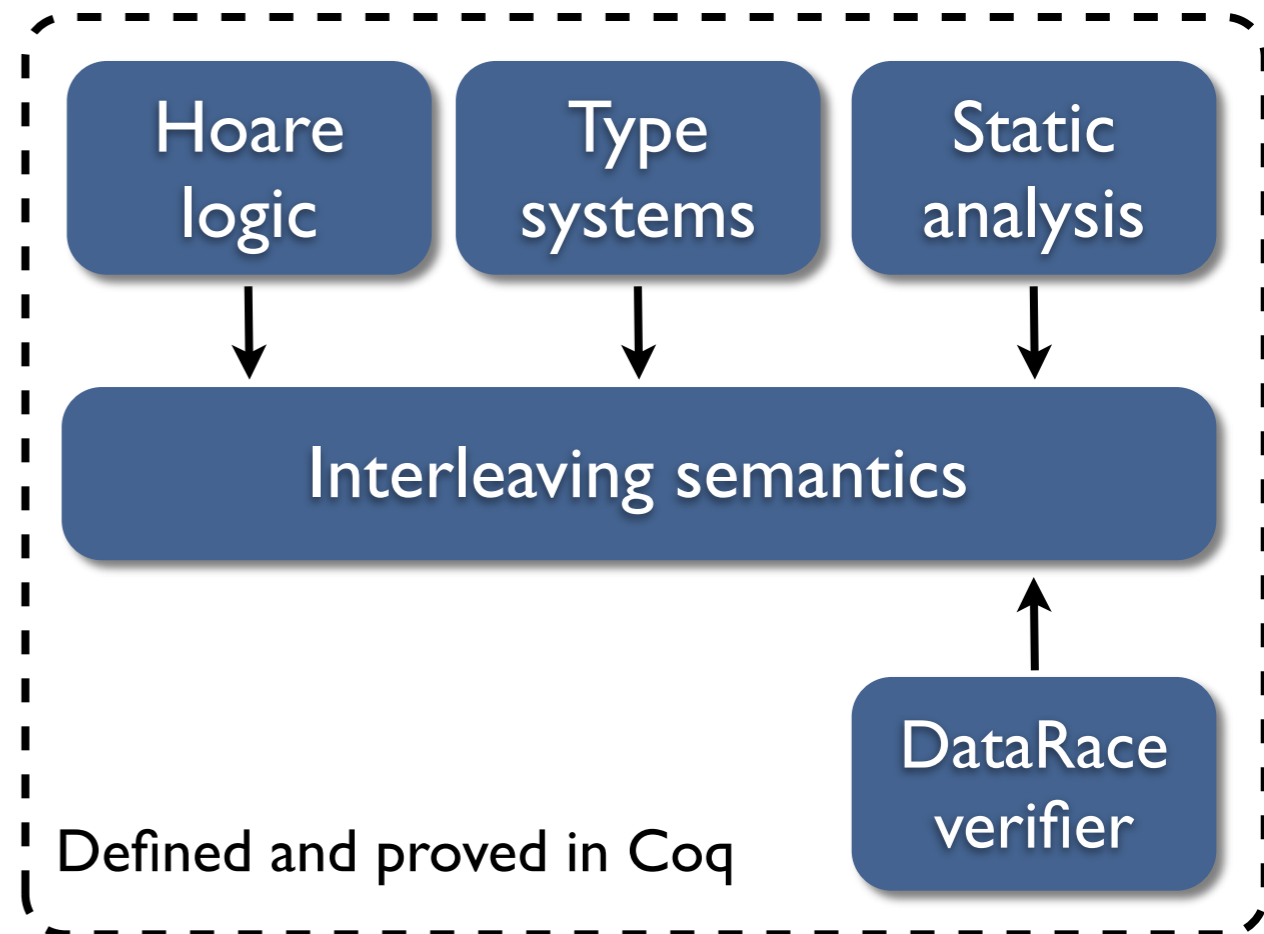 Hoare
logic
Type
systems
Static
analysis
Interleaving semantics
DataRace
verifier
Defined and proved in Coq